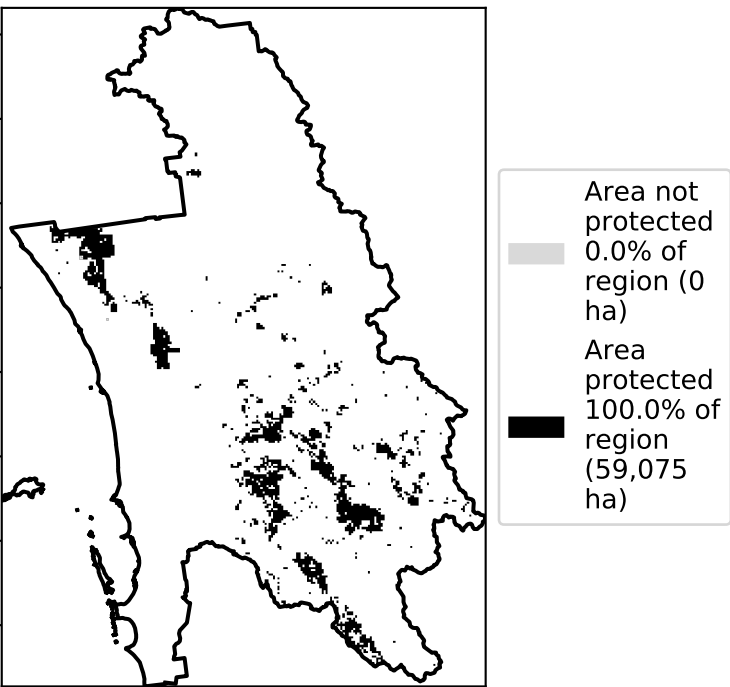 Area not
protected
0.0% of
region (0
ha)
Area
protected
100.0% of
region
(59,075
ha)